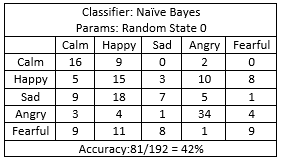 Classifier: Naïve Bayes
Params: Random State 0
Calm Happy Sad Angry Fearful
Calm 16 9 0 2 0
Happy 5 15 3 10 8
Sad 9 18 7 5 1
Angry 3 4 1 34 4
Fearful 9 11 8 1 9
Accuracy:81/192 = 42%